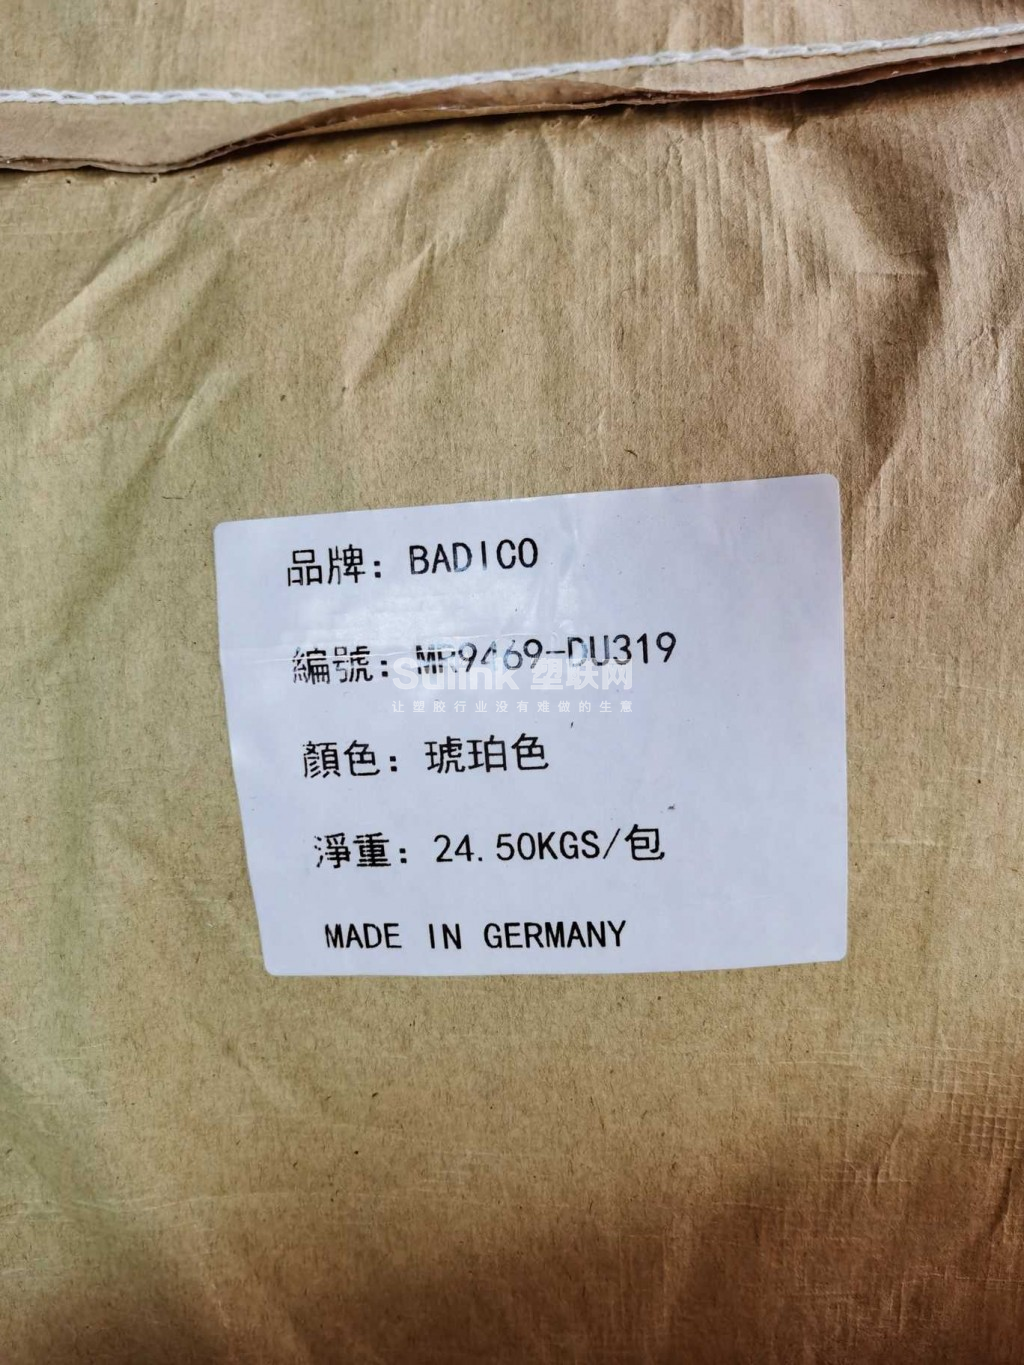 品牌：BADICO
編號：MR9469-DU319
Sulink 塑联网
让塑胶行业没有难做的生意
顏色：琥珀色
淨重：24.50KGS/包
MADE IN GERMANY